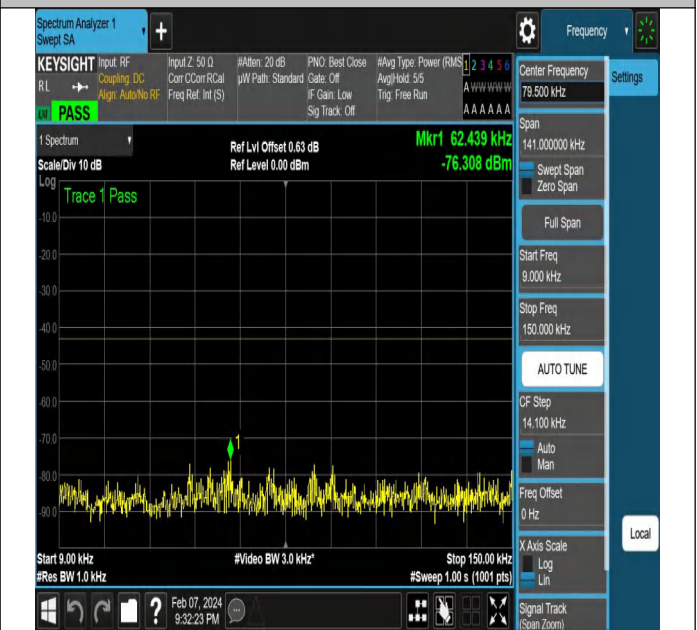 Spectrum Analyzer 1
Swept SA
+
Frequency
KEYSIGHT
RL
Input: RF
Coupling: DC
Align: Auto/No RF
Input Z: 50 Ω
Corr CCorr RCal
Freq Ref: Int (S)
#Atten: 20 dB
µW Path: Standard
PNO: Best Close
Gate: Off
IF Gain: Low
Sig Track: Off
#Avg Type: Power (RMS
Avg|Hold: 5/5
Trig: Free Run
1 2 3 4 5 6
A W W W W W
A A A A A A
PASS
1 Spectrum
Scale/Div 10 dB
Log
Ref Lvl Offset 0.63 dB
Ref Level 0.00 dBm
Mkr1 62.439 kHz
-76.308 dBm
Trace 1 Pass
-10.0
-20.0
-30.0
-40.0
-50.0
-60.0
-70.0
-80.0
-90.0
1
Start 9.00 kHz
#Res BW 1.0 kHz
#Video BW 3.0 kHz*
Stop 150.00 kHz
#Sweep 1.00 s (1001 pts)
Feb 07, 2024
9:32:23 PM
Center Frequency
79.500 kHz
Settings
Span
141.000000 kHz
Swept Span
Zero Span
Full Span
Start Freq
9.000 kHz
Stop Freq
150.000 kHz
AUTO TUNE
CF Step
14.100 kHz
Auto
Man
Freq Offset
0 Hz
Local
X Axis Scale
Log
Lin
Signal Track
(Span Zoom)